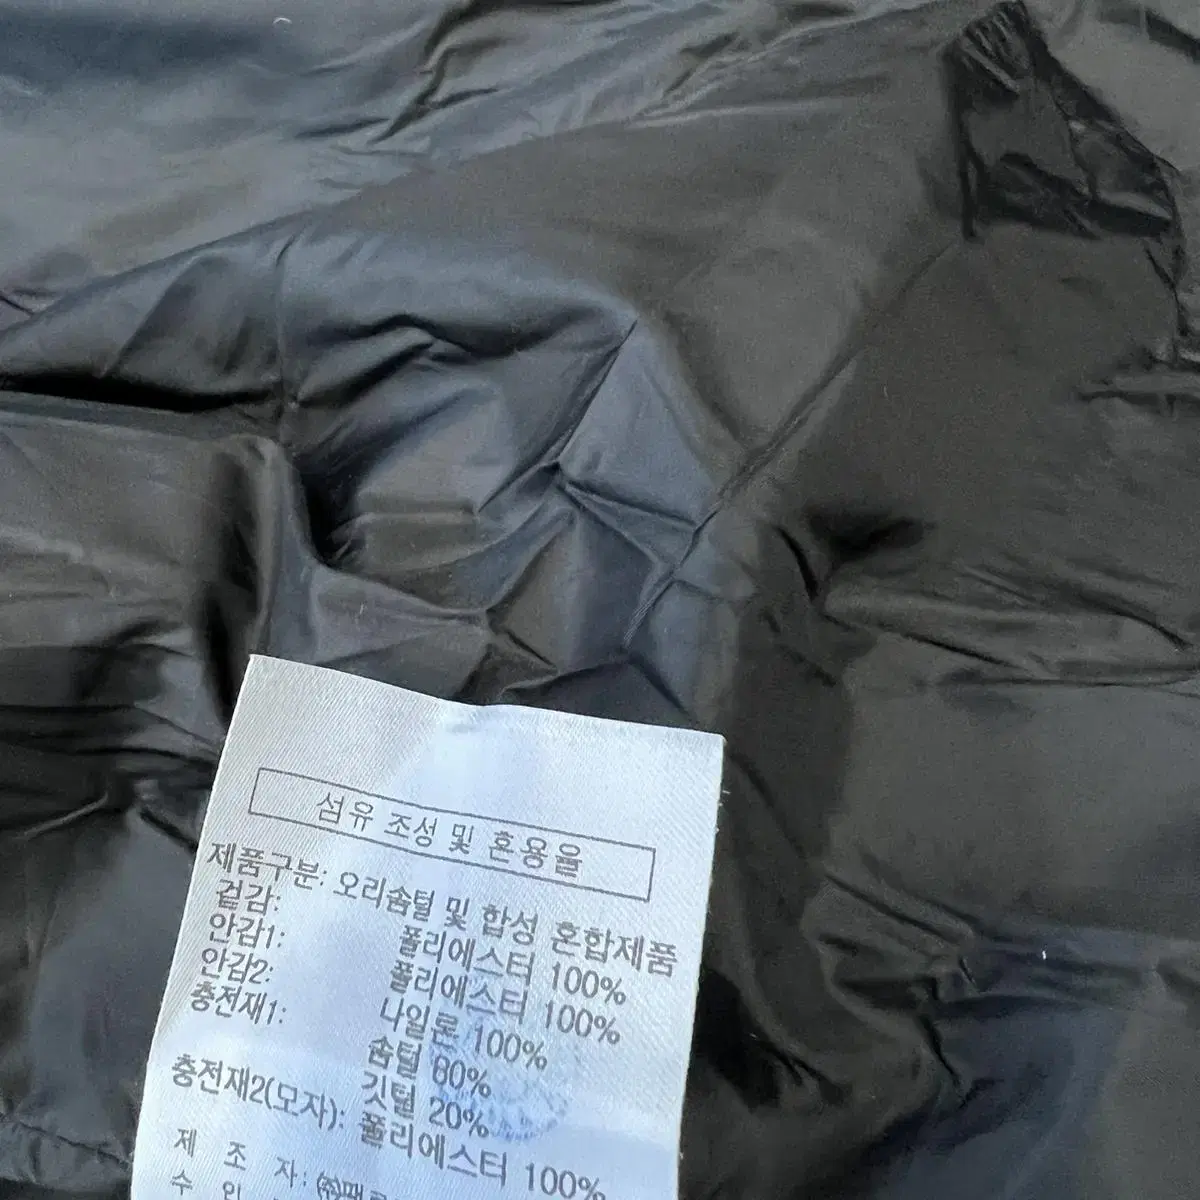 섬유 조성 및 혼용율
제품구분: 오리솜털 및 합성 혼합제품
겉감: 폴리에스터 100%
안감1: 폴리에스터 100%
안감2: 나일론 100%
충전재1: 솜털 80%
깃털 20%
충전재2(모자): 폴리에스터 100%
제 조 자: ㈜
수 입